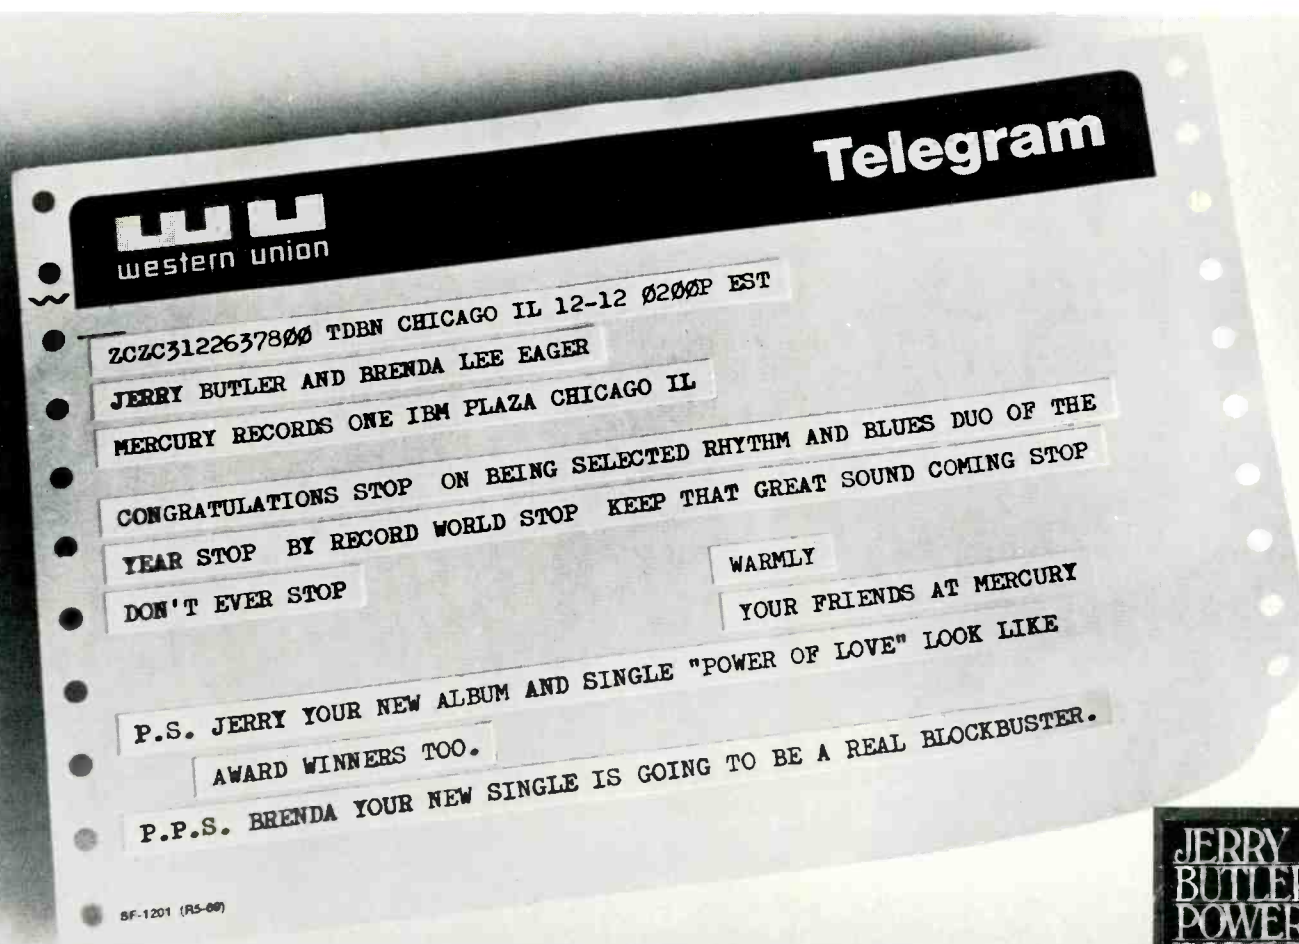 Telegram
western union
ZCZC31226378ØØ TDBN CHICAGO IL 12-12 Ø2ØØP EST
JERRY BUTLER AND BRENDA LEE EAGER
MERCURY RECORDS ONE IBM PLAZA CHICAGO IL
CONGRATULATIONS STOP ON BEING SELECTED RHYTHM AND BLUES DUO OF THE
YEAR STOP BY RECORD WORLD STOP KEEP THAT GREAT SOUND COMING STOP
DON'T EVER STOP
WARMLY
YOUR FRIENDS AT MERCURY
P.S. JERRY YOUR NEW ALBUM AND SINGLE "POWER OF LOVE" LOOK LIKE
AWARD WINNERS TOO.
P.P.S. BRENDA YOUR NEW SINGLE IS GOING TO BE A REAL BLOCKBUSTER.
SF-1201 (R5-69)
JERRY
BUTLER
POWER